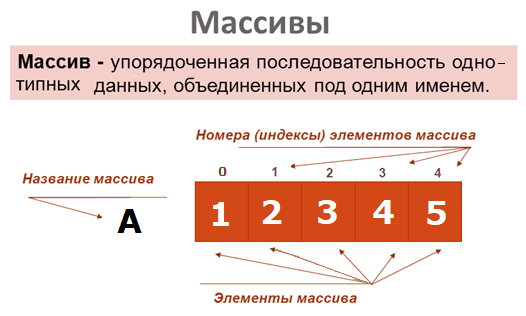 Массивы
Массив - упорядоченная последовательность одно-
типных данных, объединенных под одним именем.
Номера (индексы) элементов массива
0 1 2 3 4
Название массива
A
1 2 3 4 5
Элементы массива